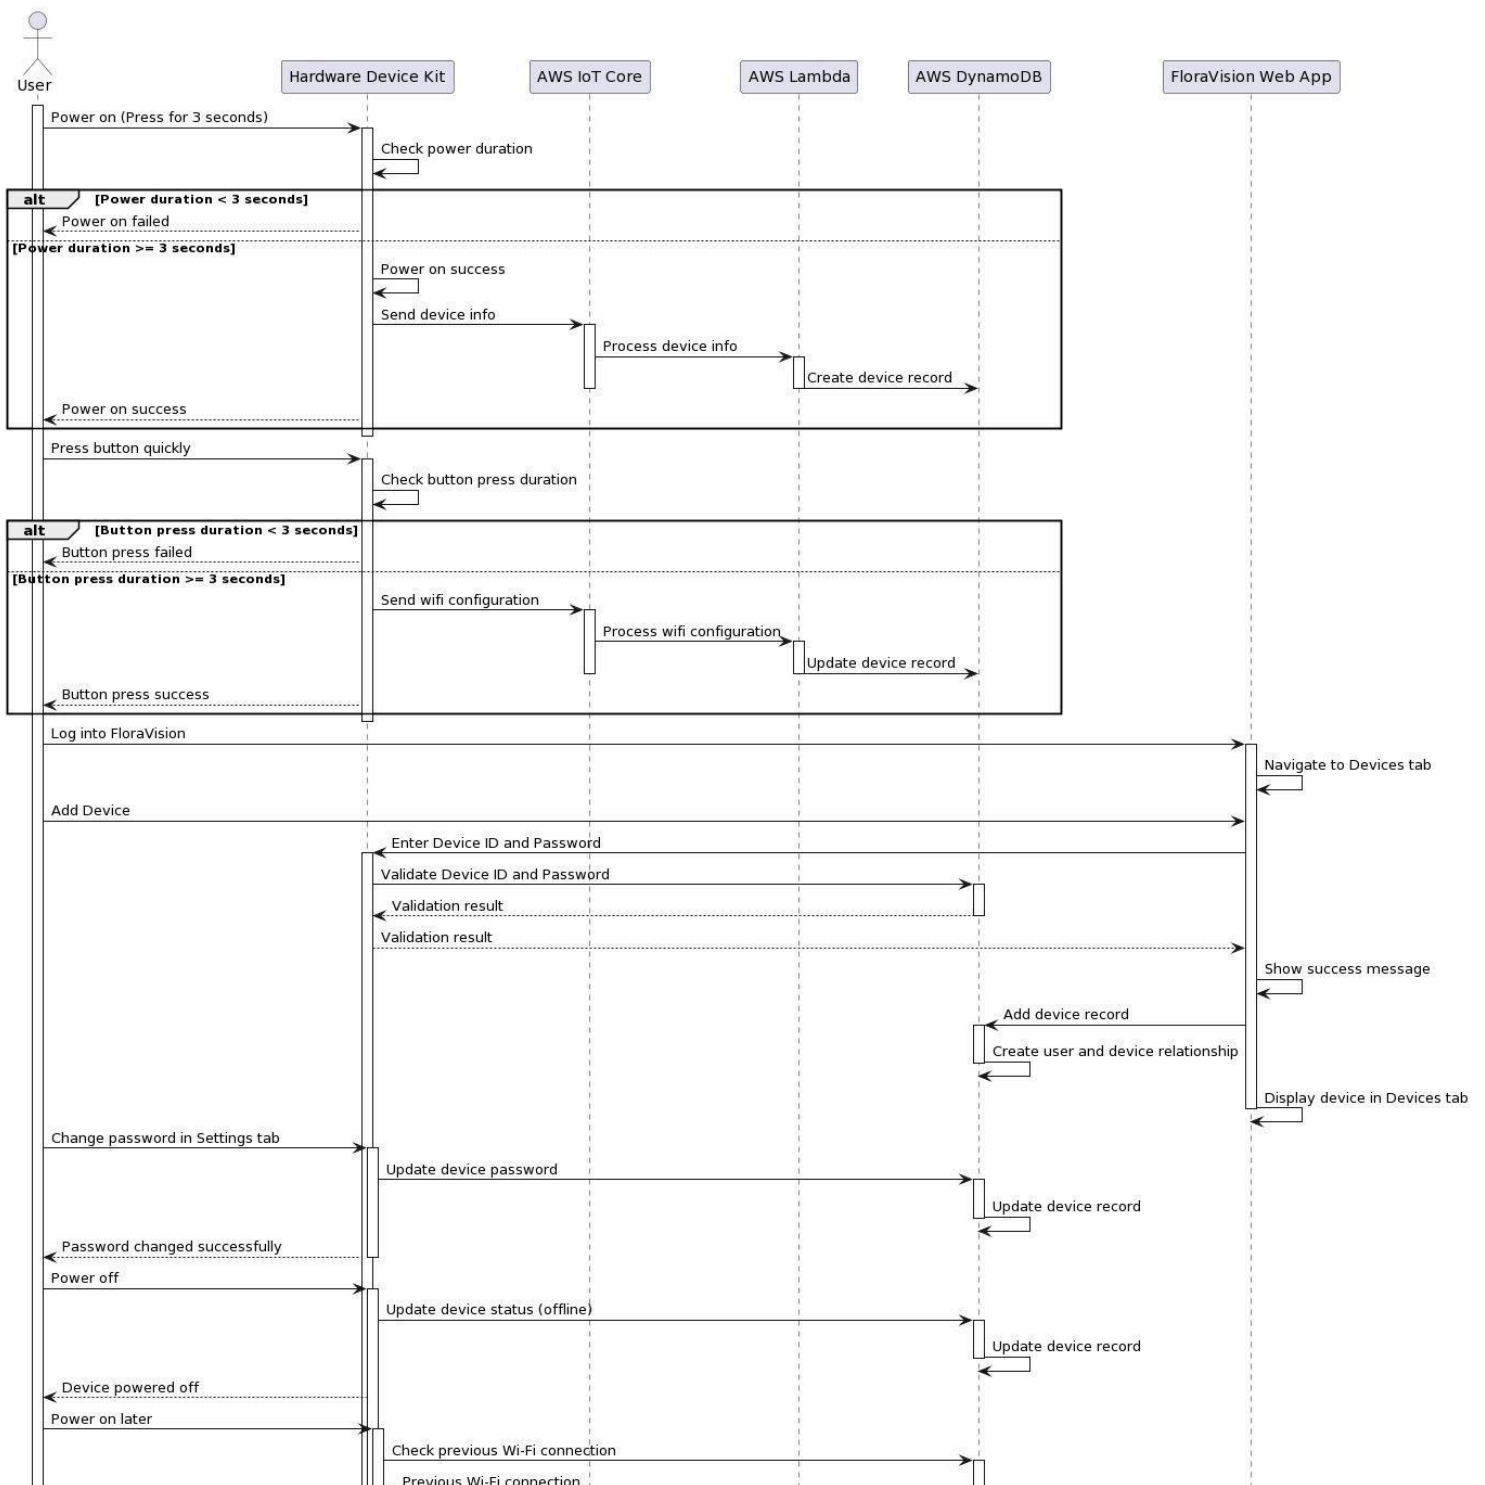 User
Hardware Device Kit
AWS IoT Core
AWS Lambda
AWS DynamoDB
FloraVision Web App
Power on (Press for 3 seconds)
Check power duration
alt
[Power duration < 3 seconds]
Power on failed
[Power duration >= 3 seconds]
Power on success
Send device info
Process device info
Create device record
Power on success
Press button quickly
Check button press duration
alt
[Button press duration < 3 seconds]
Button press failed
[Button press duration >= 3 seconds]
Send wifi configuration
Process wifi configuration
Update device record
Button press success
Log into FloraVision
Navigate to Devices tab
Add Device
Enter Device ID and Password
Validate Device ID and Password
Validation result
Validation result
Show success message
Add device record
Create user and device relationship
Display device in Devices tab
Change password in Settings tab
Update device password
Update device record
Password changed successfully
Power off
Update device status (offline)
Update device record
Device powered off
Power on later
Check previous Wi-Fi connection
Previous Wi-Fi connection